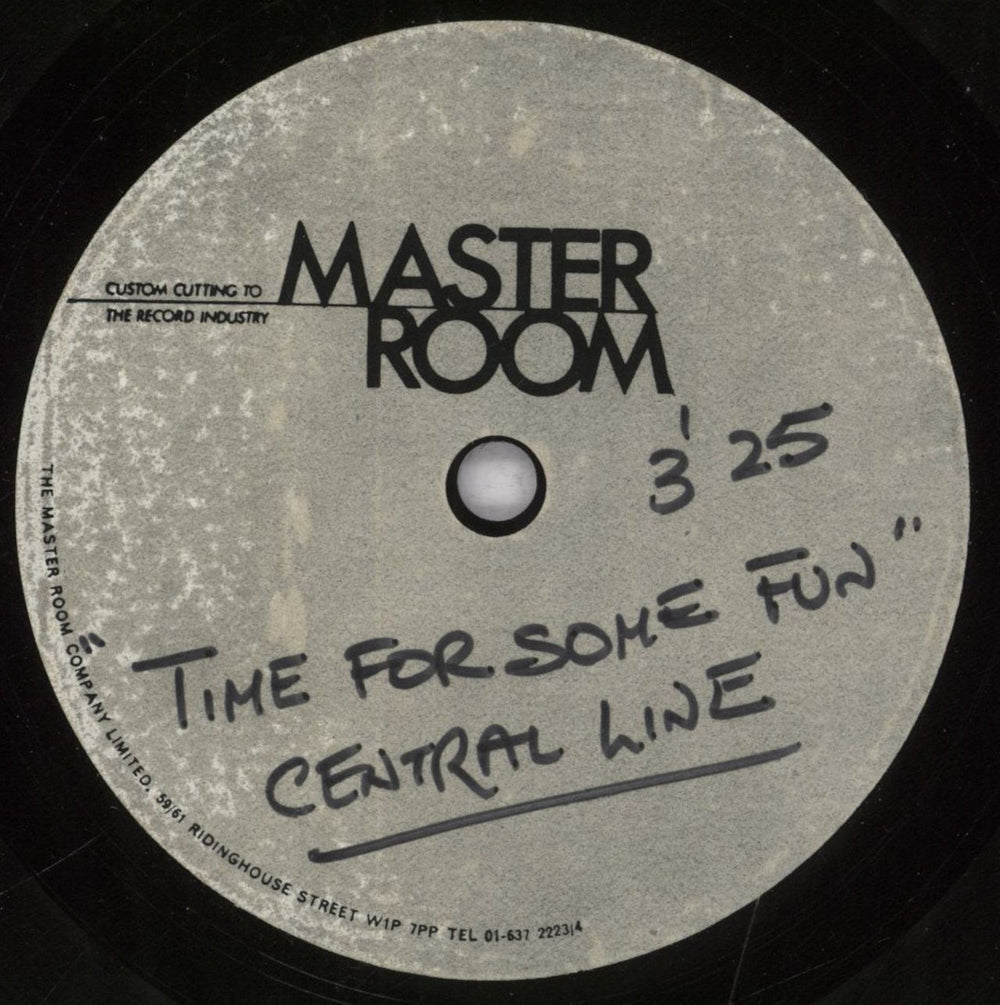 MASTER
ROOM
CUSTOM CUTTING TO
THE RECORD INDUSTRY
3' 25
"TIME FOR SOME FUN"
CENTRAL LINE
THE MASTER ROOM COMPANY LIMITED. 59/61 RIDINGHOUSE STREET W1P 7PP TEL 01-637 2223/4